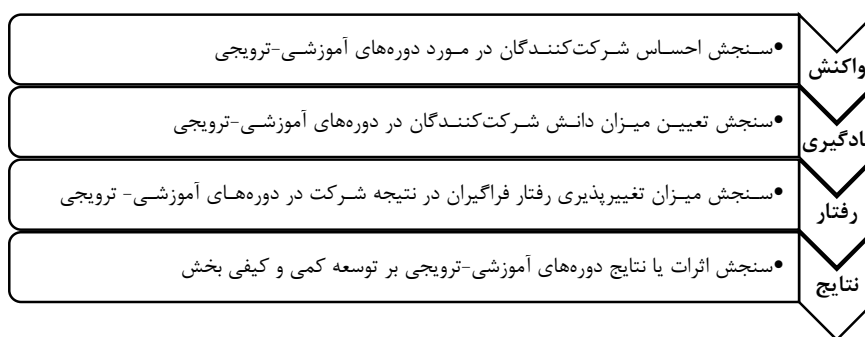 واکنش
•سنجش احساس شرکت‌کنندگان در مورد دوره‌های آموزشی-ترویجی
ادگیری
•سنجش تعیین میزان دانش شرکت‌کنندگان در دوره‌های آموزشی-ترویجی
رفتار
•سنجش میزان تغییرپذیری رفتار فراگیران در نتیجه شرکت در دوره‌های آموزشی- ترویجی
نتایج
•سنجش اثرات یا نتایج دوره‌های آموزشی-ترویجی بر توسعه کمی و کیفی بخش